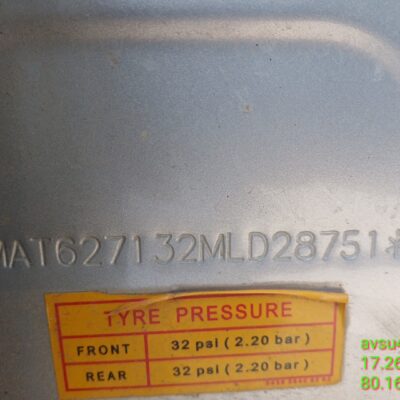 MAT627132MLD28751*
TYRE PRESSURE
FRONT 32 psi ( 2.20 bar )
REAR 32 psi ( 2.20 bar )
17.26
80.16